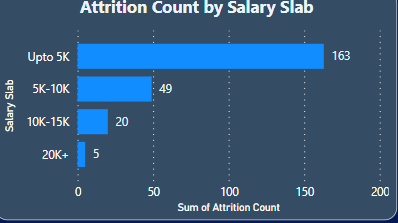 Attrition Count by Salary Slab
Salary Slab
Upto 5K 163
5K-10K 49
10K-15K 20
20K+ 5
0 50 100 150 200
Sum of Attrition Count